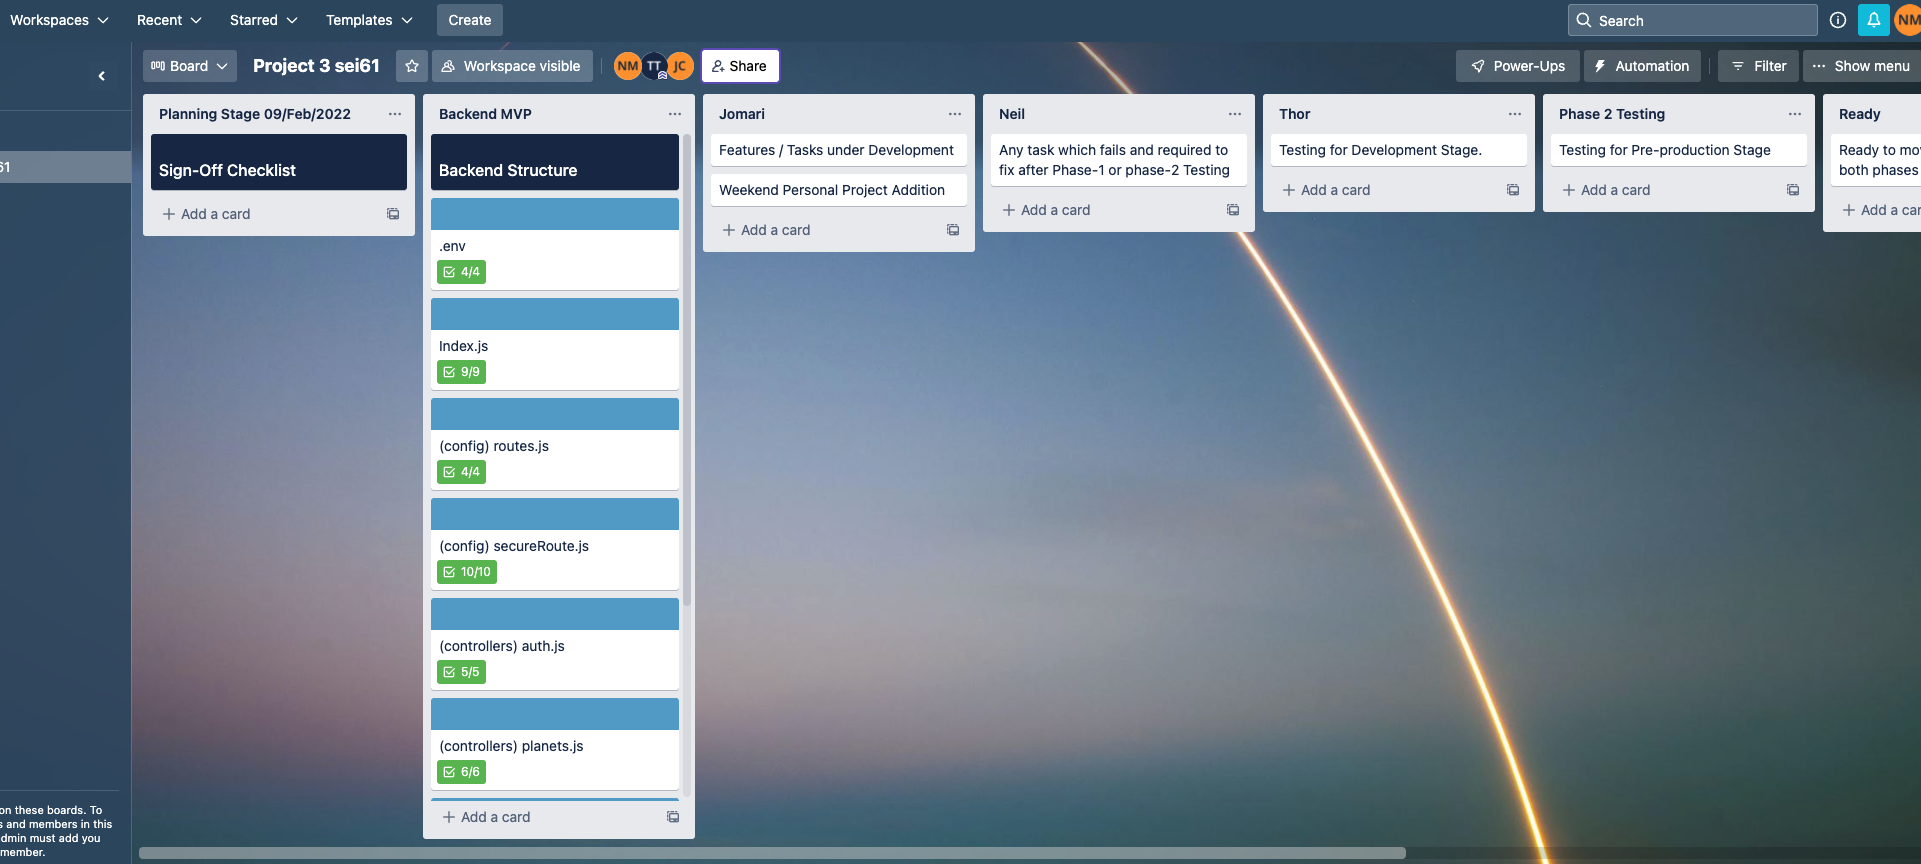 Workspaces Recent Starred Templates Create Search NM
Board Project 3 sei61 Workspace visible NM TT JC Share Power-Ups Automation Filter Show menu
61
Planning Stage 09/Feb/2022
Sign-Off Checklist
Add a card
Backend MVP
Backend Structure
.env
4/4
Index.js
9/9
(config) routes.js
4/4
(config) secureRoute.js
10/10
(controllers) auth.js
5/5
(controllers) planets.js
6/6
Add a card
Jomari
Features / Tasks under Development
Weekend Personal Project Addition
Add a card
Neil
Any task which fails and required to
fix after Phase-1 or phase-2 Testing
Add a card
Thor
Testing for Development Stage.
Add a card
Phase 2 Testing
Testing for Pre-production Stage
Add a card
Ready
Ready to mov
both phases
Add a car
on these boards. To
s and members in this
dmin must add you
member.